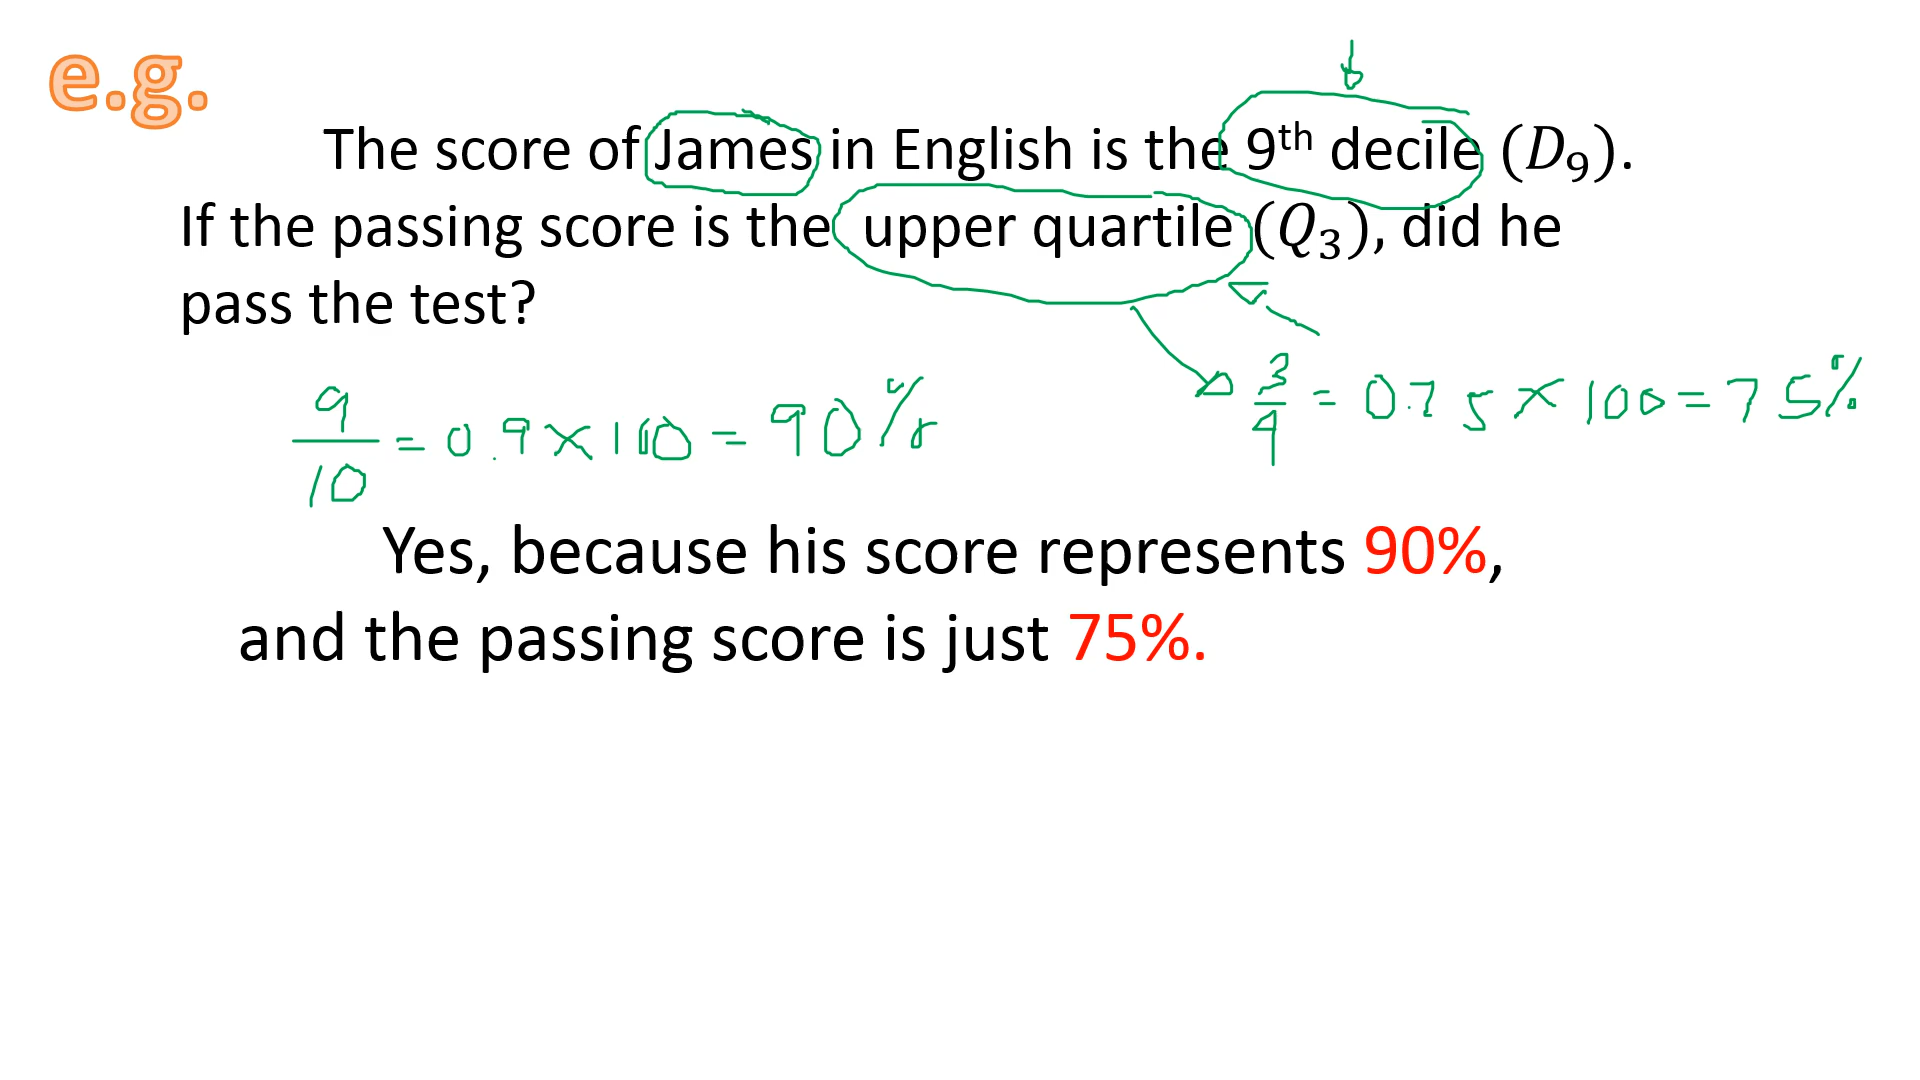 e.g.
The score of James in English is the 9th decile (D₉).
If the passing score is the upper quartile (Q₃), did he
pass the test?
9/10 = 0.9 × 100 = 90%
3/4 = 0.75 × 100 = 75%
Yes, because his score represents 90%,
and the passing score is just 75%.